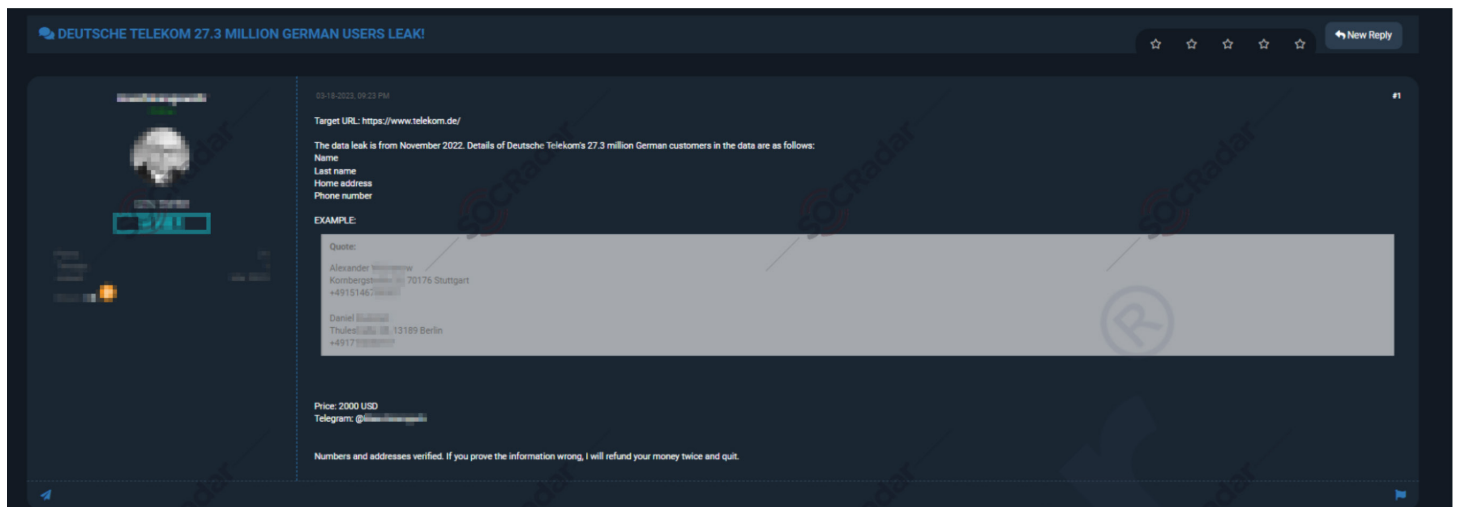 DEUTSCHE TELEKOM 27.3 MILLION GERMAN USERS LEAK!
New Reply
03-18-2023, 09:23 PM
#1
Target URL: https://www.telekom.de/
The data leak is from November 2022. Details of Deutsche Telekom's 27.3 million German customers in the data are as follows:
Name
Last name
Home address
Phone number
EXAMPLE:
Quote:
Alexander
70176 Stuttgart
Daniel
13189 Berlin
Price: 2000 USD
Telegram: @
Numbers and addresses verified. If you prove the information wrong, I will refund your money twice and quit.
SOCRadar
SOCRadar
SOCRadar
®